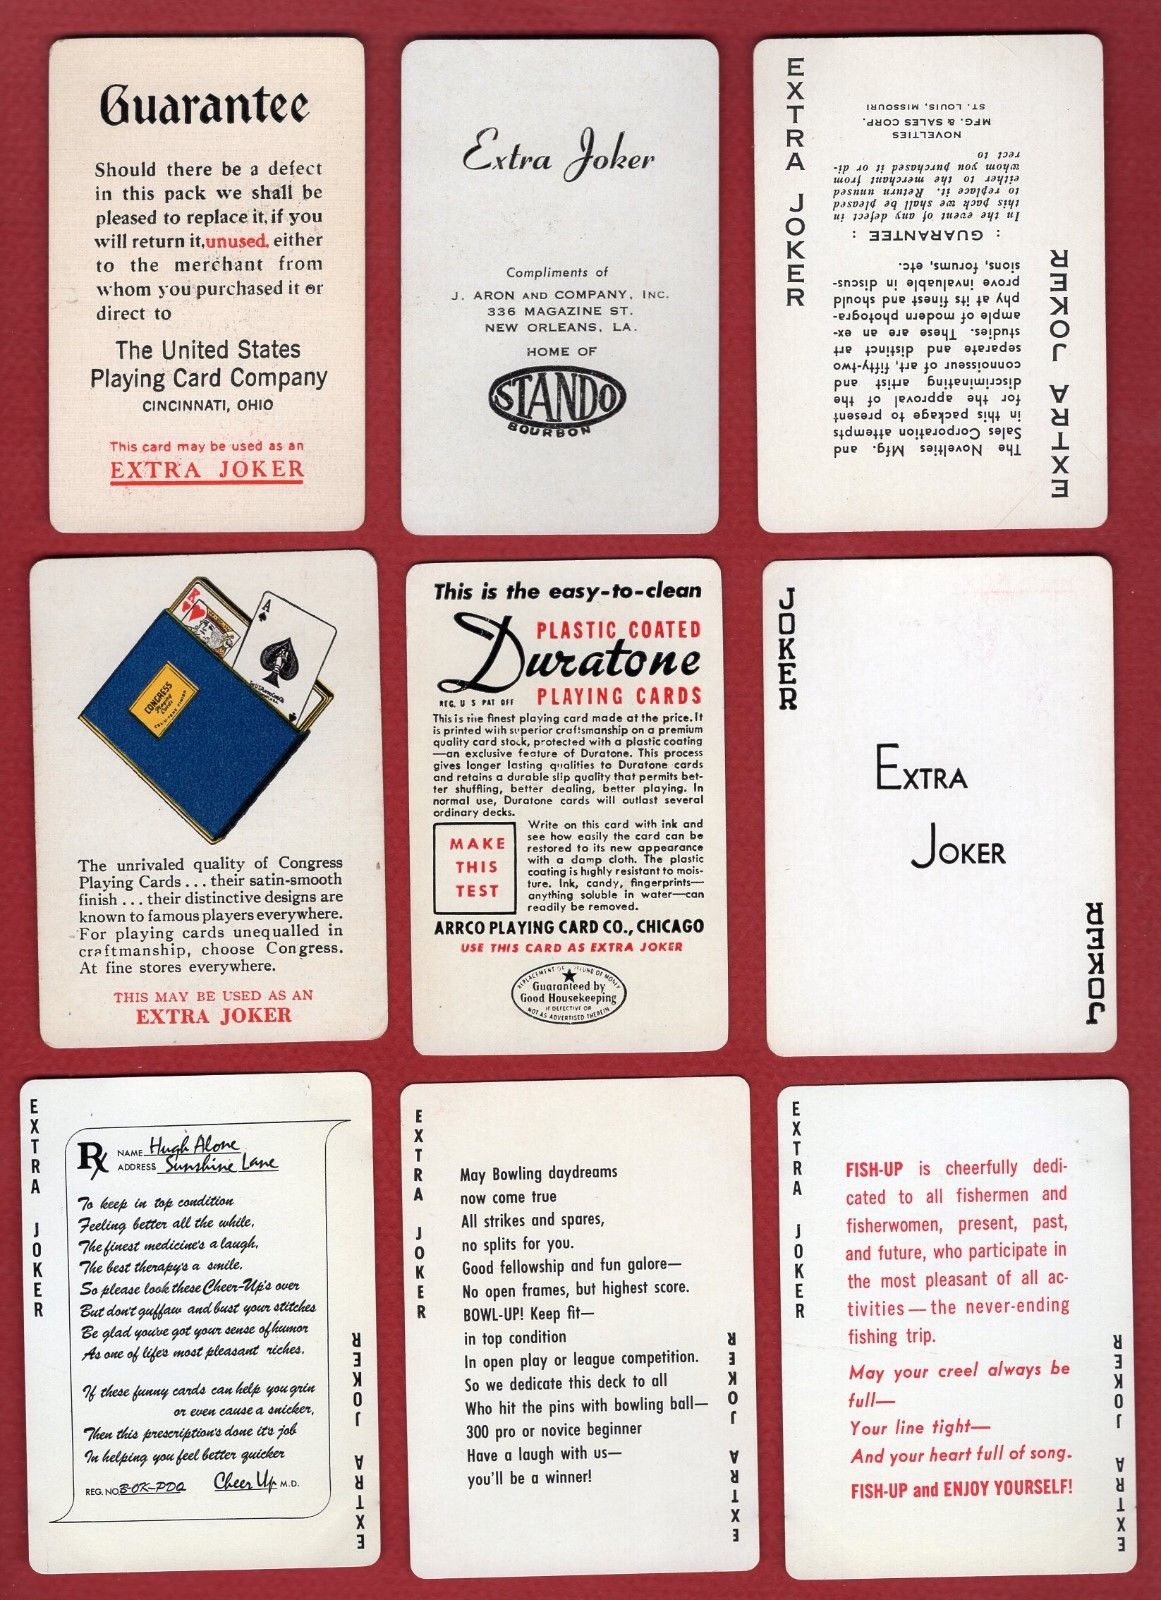 Guarantee
Should there be a defect
in this pack we shall be
pleased to replace it, if you
will return it, unused, either
to the merchant from
whom you purchased it or
direct to
The United States
Playing Card Company
CINCINNATI, OHIO
This card may be used as an
EXTRA JOKER
Extra Joker
Compliments of
J. ARON AND COMPANY, INC.
336 MAGAZINE ST.
NEW ORLEANS, LA.
HOME OF
STANDO
BOURBON
EXTRA JOKER
The Novelties Mfg. and
Sales Corporation attempts
in this package to present
for the approval of the
discriminating artist and
connoisseur of art, fifty-two
separate and distinct art
studies. These are an ex-
ample of modern photogra-
phy at its finest and should
prove invaluable in discus-
sions, forums, etc.
: GUARANTEE :
In the event of any defect in
this pack we shall be pleased
to replace it. Return unused
either to the merchant from
whom you purchased it or di-
rect to
NOVELTIES
MFG. & SALES CORP.
ST. LOUIS, MISSOURI
EXTRA JOKER
K
A
CONGRESS
Playing
Cards
The unrivaled quality of Congress
Playing Cards . . . their satin-smooth
finish . . . their distinctive designs are
known to famous players everywhere.
For playing cards unequalled in
craftmanship, choose Congress.
At fine stores everywhere.
THIS MAY BE USED AS AN
EXTRA JOKER
This is the easy-to-clean
PLASTIC COATED
Duratone
REG. U S PAT OFF
PLAYING CARDS
This is the finest playing card made at the price. It
is printed with superior craftsmanship on a premium
quality card stock, protected with a plastic coating
—an exclusive feature of Duratone. This process
gives longer lasting qualities to Duratone cards
and retains a durable slip quality that permits bet-
ter shuffling, better dealing, better playing. In
normal use, Duratone cards will outlast several
ordinary decks.
MAKE
THIS
TEST
Write on this card with ink and
see how easily the card can be
restored to its new appearance
with a damp cloth. The plastic
coating is highly resistant to mois-
ture. Ink, candy, fingerprints—
anything soluble in water—can
readily be removed.
ARRCO PLAYING CARD CO., CHICAGO
USE THIS CARD AS EXTRA JOKER
REPLACEMENT OR REFUND OF MONEY
Guaranteed by
Good Housekeeping
IF DEFECTIVE OR
NOT AS ADVERTISED THEREIN
JOKER
EXTRA
JOKER
JOKER
EXTRA JOKER
Rx NAME Hugh Alone
ADDRESS Sunshine Lane
To keep in top condition
Feeling better all the while,
The finest medicine's a laugh,
The best therapy's a smile.
So please look these Cheer-Up's over
But don't guffaw and bust your stitches
Be glad you've got your sense of humor
As one of life's most pleasant riches.
If these funny cards can help you grin
or even cause a snicker,
Then this prescription's done it's job
In helping you feel better quicker
REG. NO. B-OK-PDQ Cheer Up M.D.
EXTRA JOKER
EXTRA JOKER
May Bowling daydreams
now come true
All strikes and spares,
no splits for you.
Good fellowship and fun galore—
No open frames, but highest score.
BOWL-UP! Keep fit—
in top condition
In open play or league competition.
So we dedicate this deck to all
Who hit the pins with bowling ball—
300 pro or novice beginner
Have a laugh with us—
you'll be a winner!
EXTRA JOKER
EXTRA JOKER
FISH-UP is cheerfully dedi-
cated to all fishermen and
fisherwomen, present, past,
and future, who participate in
the most pleasant of all ac-
tivities — the never-ending
fishing trip.
May your creel always be
full—
Your line tight—
And your heart full of song.
FISH-UP and ENJOY YOURSELF!
EXTRA JOKER